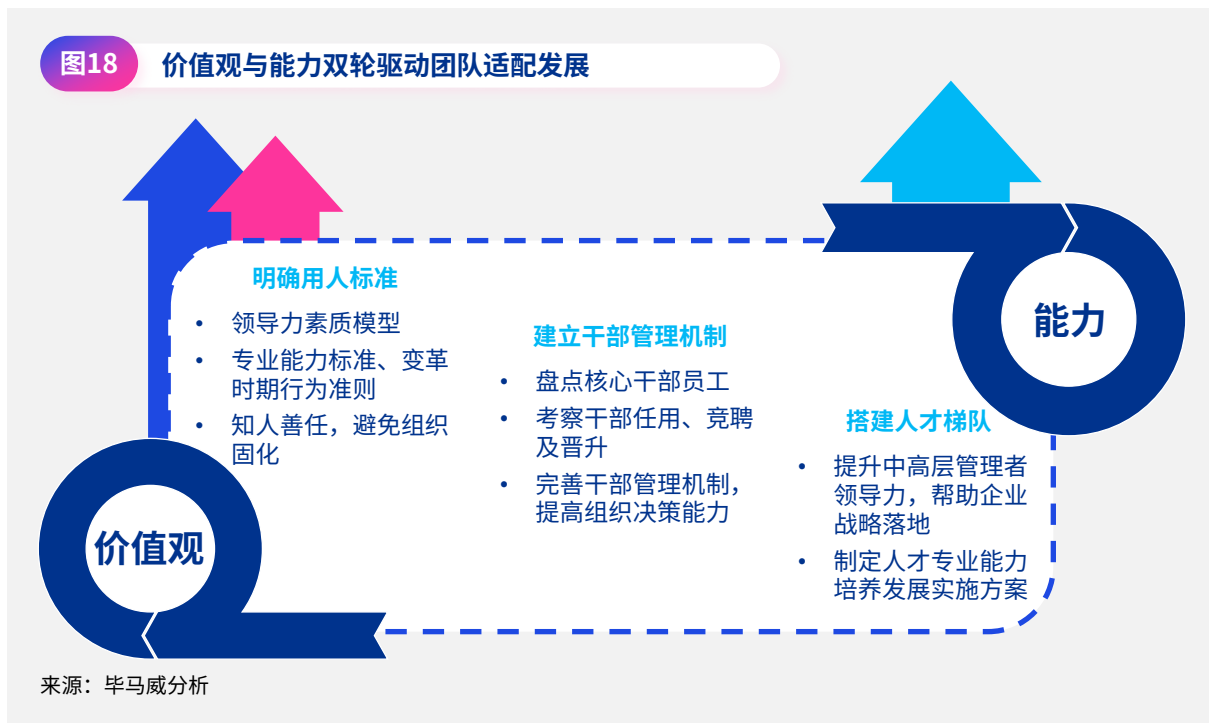 图18
价值观与能力双轮驱动团队适配发展
明确用人标准
• 领导力素质模型
• 专业能力标准、变革
时期行为准则
• 知人善任，避免组织
固化
建立干部管理机制
• 盘点核心干部员工
• 考察干部任用、竞聘
及晋升
• 完善干部管理机制，
提高组织决策能力
搭建人才梯队
• 提升中高层管理者
领导力，帮助企业
战略落地
• 制定人才专业能力
培养发展实施方案
能力
价值观
来源：毕马威分析